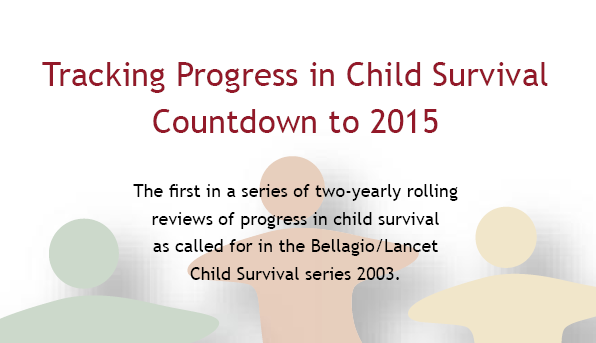 Tracking Progress in Child Survival
Countdown to 2015
The first in a series of two-yearly rolling
reviews of progress in child survival
as called for in the Bellagio/Lancet
Child Survival series 2003.